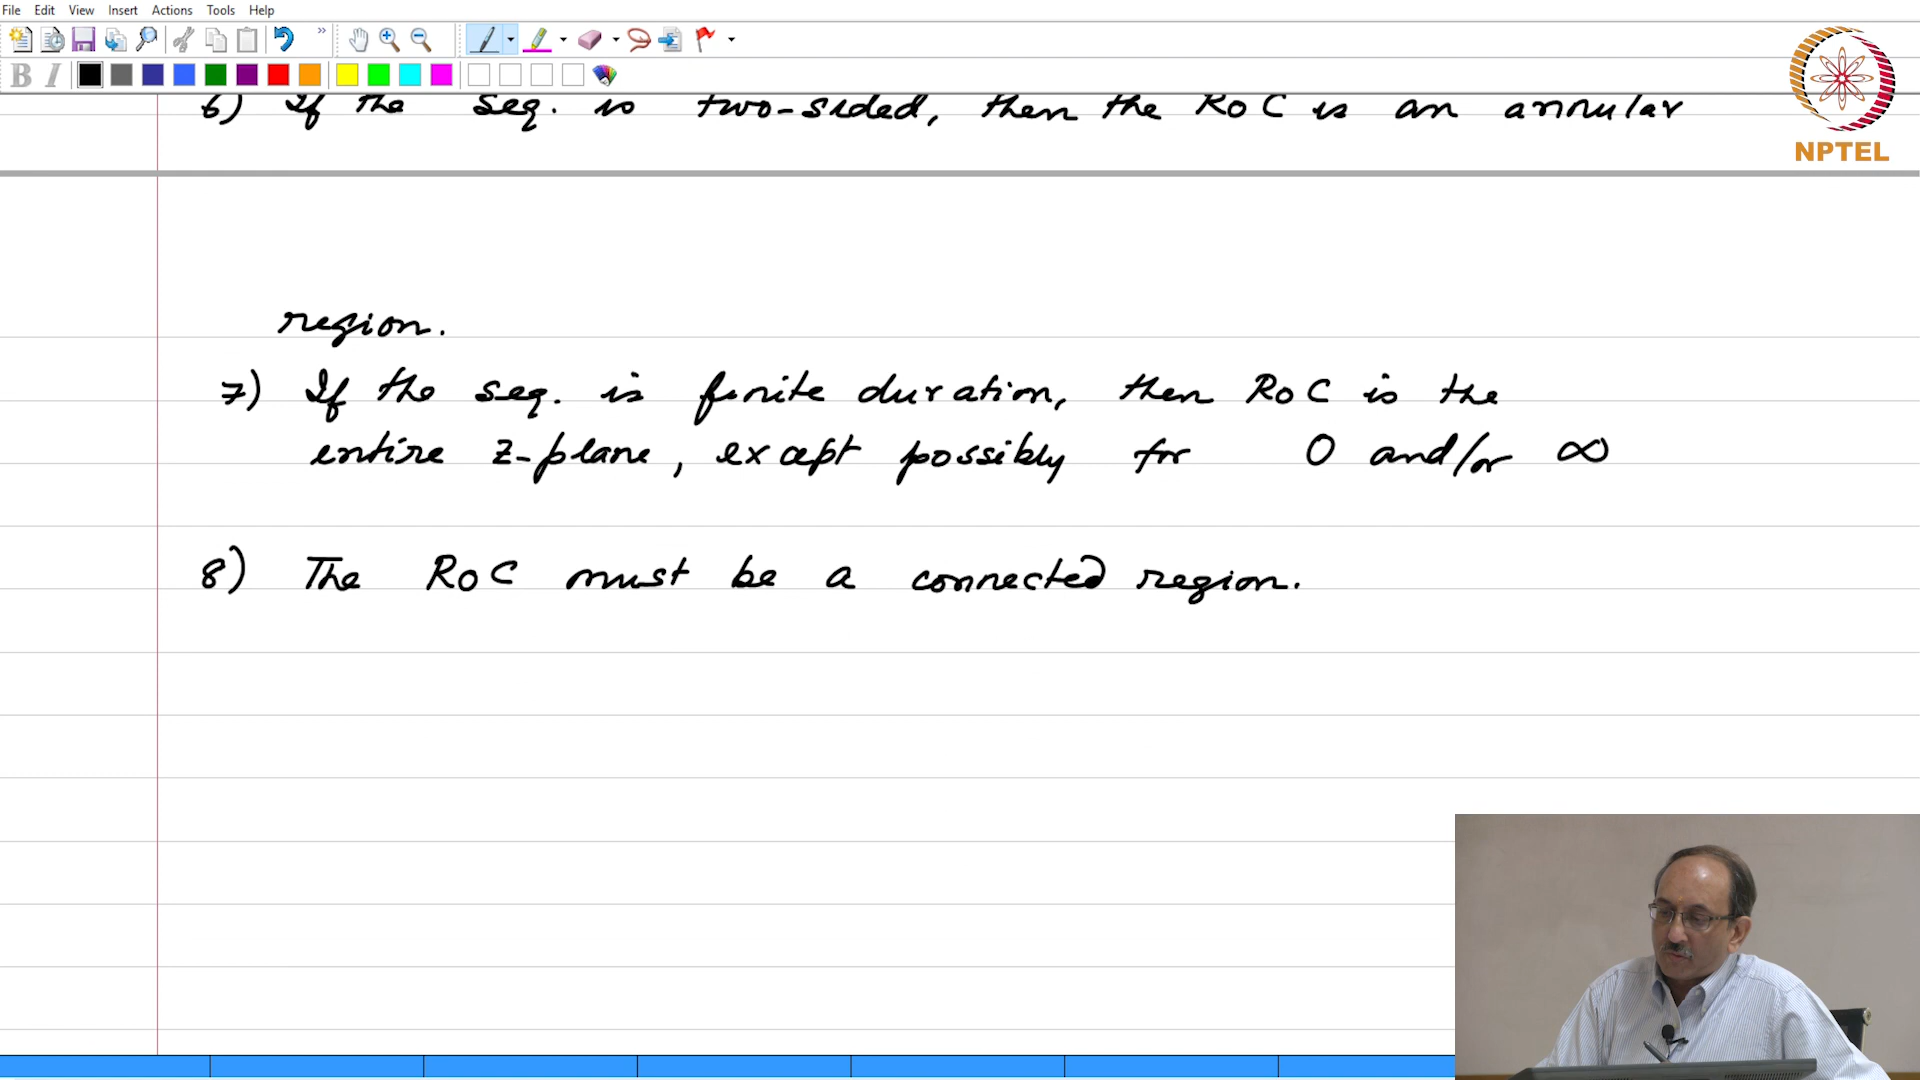 File Edit View Insert Actions Tools Help
B I
6) If the seq. is two-sided, then the RoC is an annular
NPTEL
region.
7) If the seq. is finite duration, then RoC is the
entire z-plane, except possibly for 0 and/or ∞
8) The RoC must be a connected region.